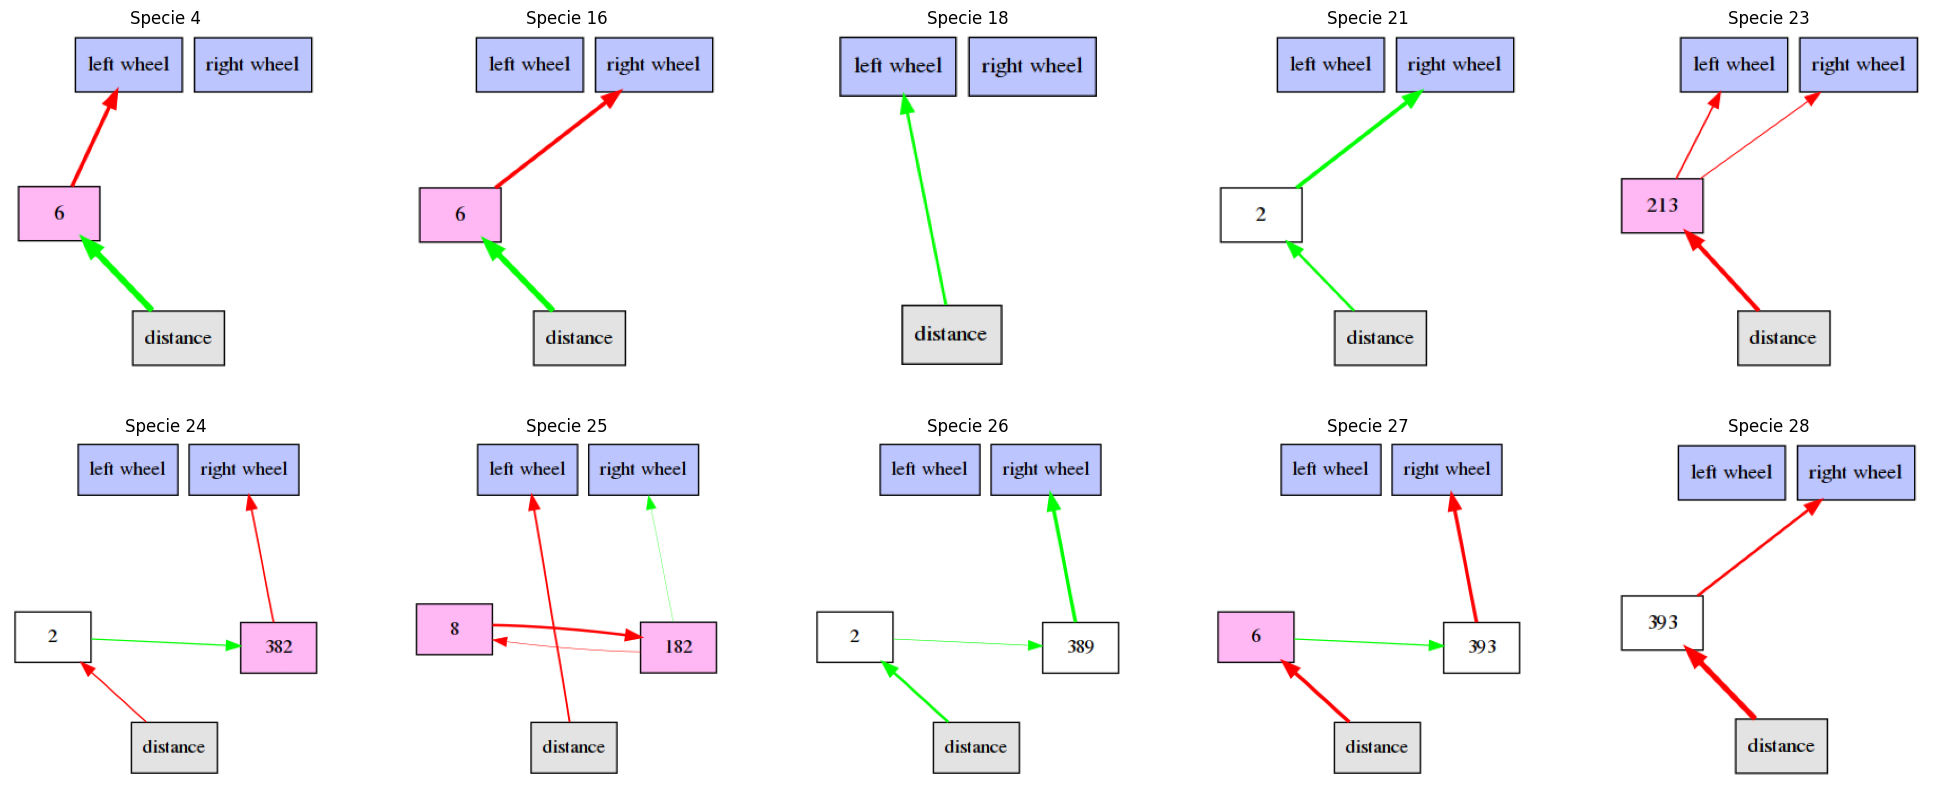 Specie 4
left wheel right wheel
6
distance
Specie 16
left wheel right wheel
6
distance
Specie 18
left wheel right wheel
distance
Specie 21
left wheel right wheel
2
distance
Specie 23
left wheel right wheel
213
distance
Specie 24
left wheel right wheel
2 382
distance
Specie 25
left wheel right wheel
8 182
distance
Specie 26
left wheel right wheel
2 389
distance
Specie 27
left wheel right wheel
6 393
distance
Specie 28
left wheel right wheel
393
distance